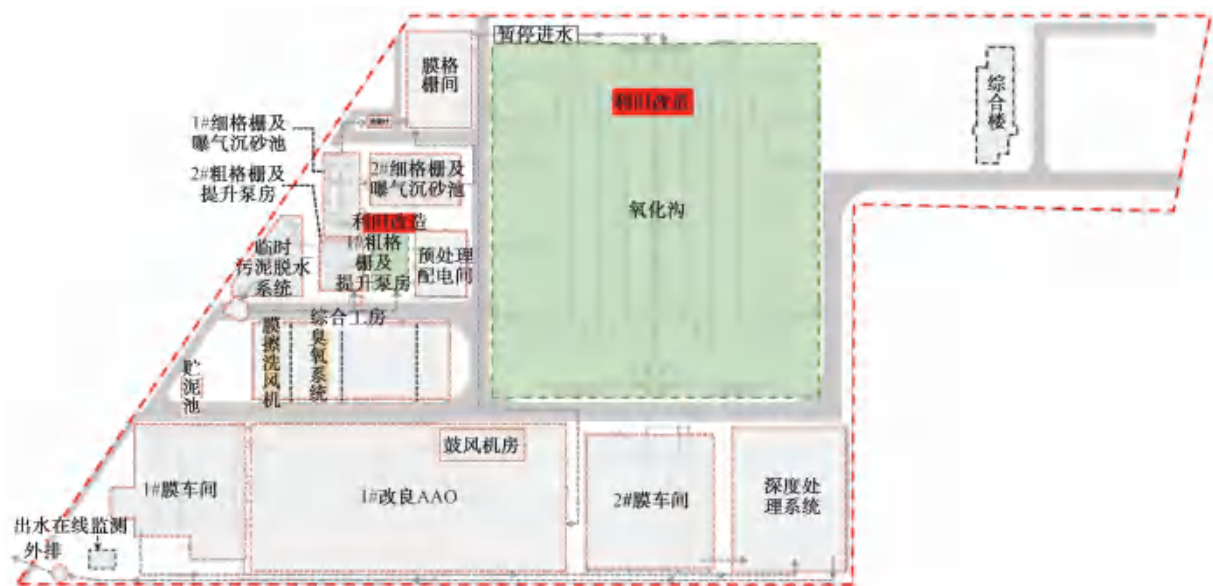 暂停进水
膜格
栅间
利旧改造
综合楼
1#细格栅及
曝气沉砂池
2#细格栅及
曝气沉砂池
2#粗格栅及
提升泵房
氧化沟
利旧改造
临时
污泥脱水
系统
1#粗格
栅及
提升泵房
预处理
配电间
综合工房
膜擦洗风机
臭氧系统
贮泥池
鼓风机房
1#膜车间
1#改良AAO
2#膜车间
深度处
理系统
出水在线监测
外排